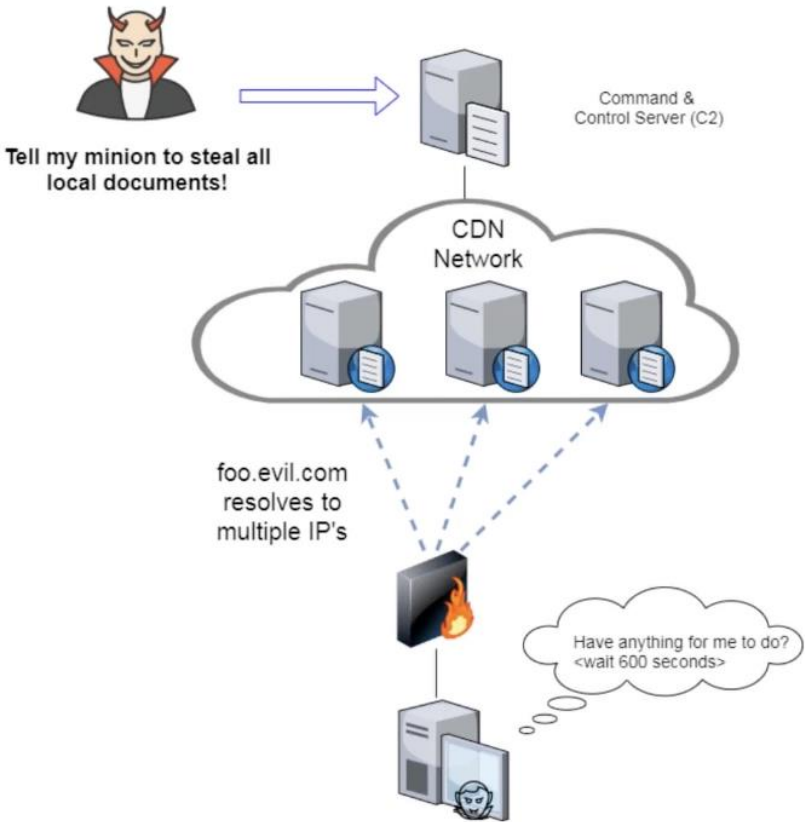 Tell my minion to steal all
local documents!
Command &
Control Server (C2)
CDN
Network
foo.evil.com
resolves to
multiple IP's
Have anything for me to do?
<wait 600 seconds>